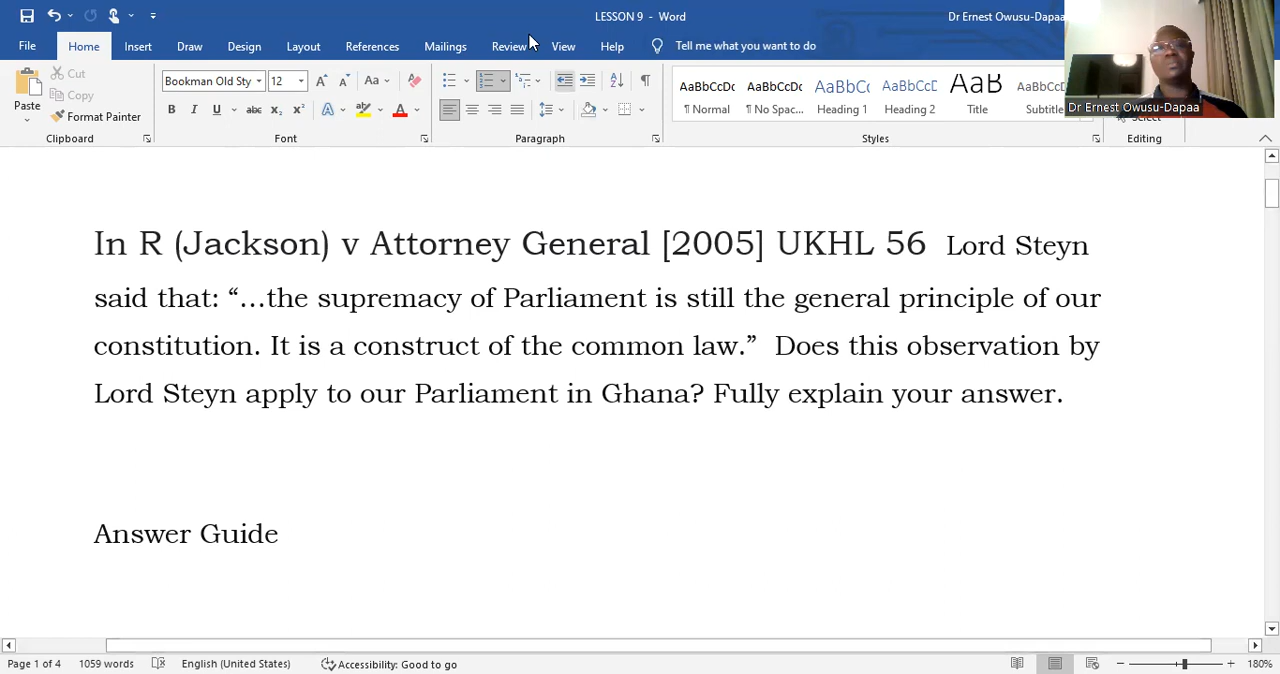 LESSON 9 - Word
Dr Ernest Owusu-Dapaa
File Home Insert Draw Design Layout References Mailings Review View Help Tell me what you want to do
Paste
Cut
Copy
Format Painter
Clipboard
Bookman Old Sty 12
Font
Paragraph
AaBbCcDc AaBbCcDc AaBbCc AaBbCcD AaB AaBbCcD
¶ Normal ¶ No Spac... Heading 1 Heading 2 Title Subtitle
Styles
Dr Ernest Owusu-Dapaa
Select
Editing
In R (Jackson) v Attorney General [2005] UKHL 56 Lord Steyn
said that: “…the supremacy of Parliament is still the general principle of our
constitution. It is a construct of the common law.” Does this observation by
Lord Steyn apply to our Parliament in Ghana? Fully explain your answer.
Answer Guide
Page 1 of 4 1059 words English (United States) Accessibility: Good to go 180%